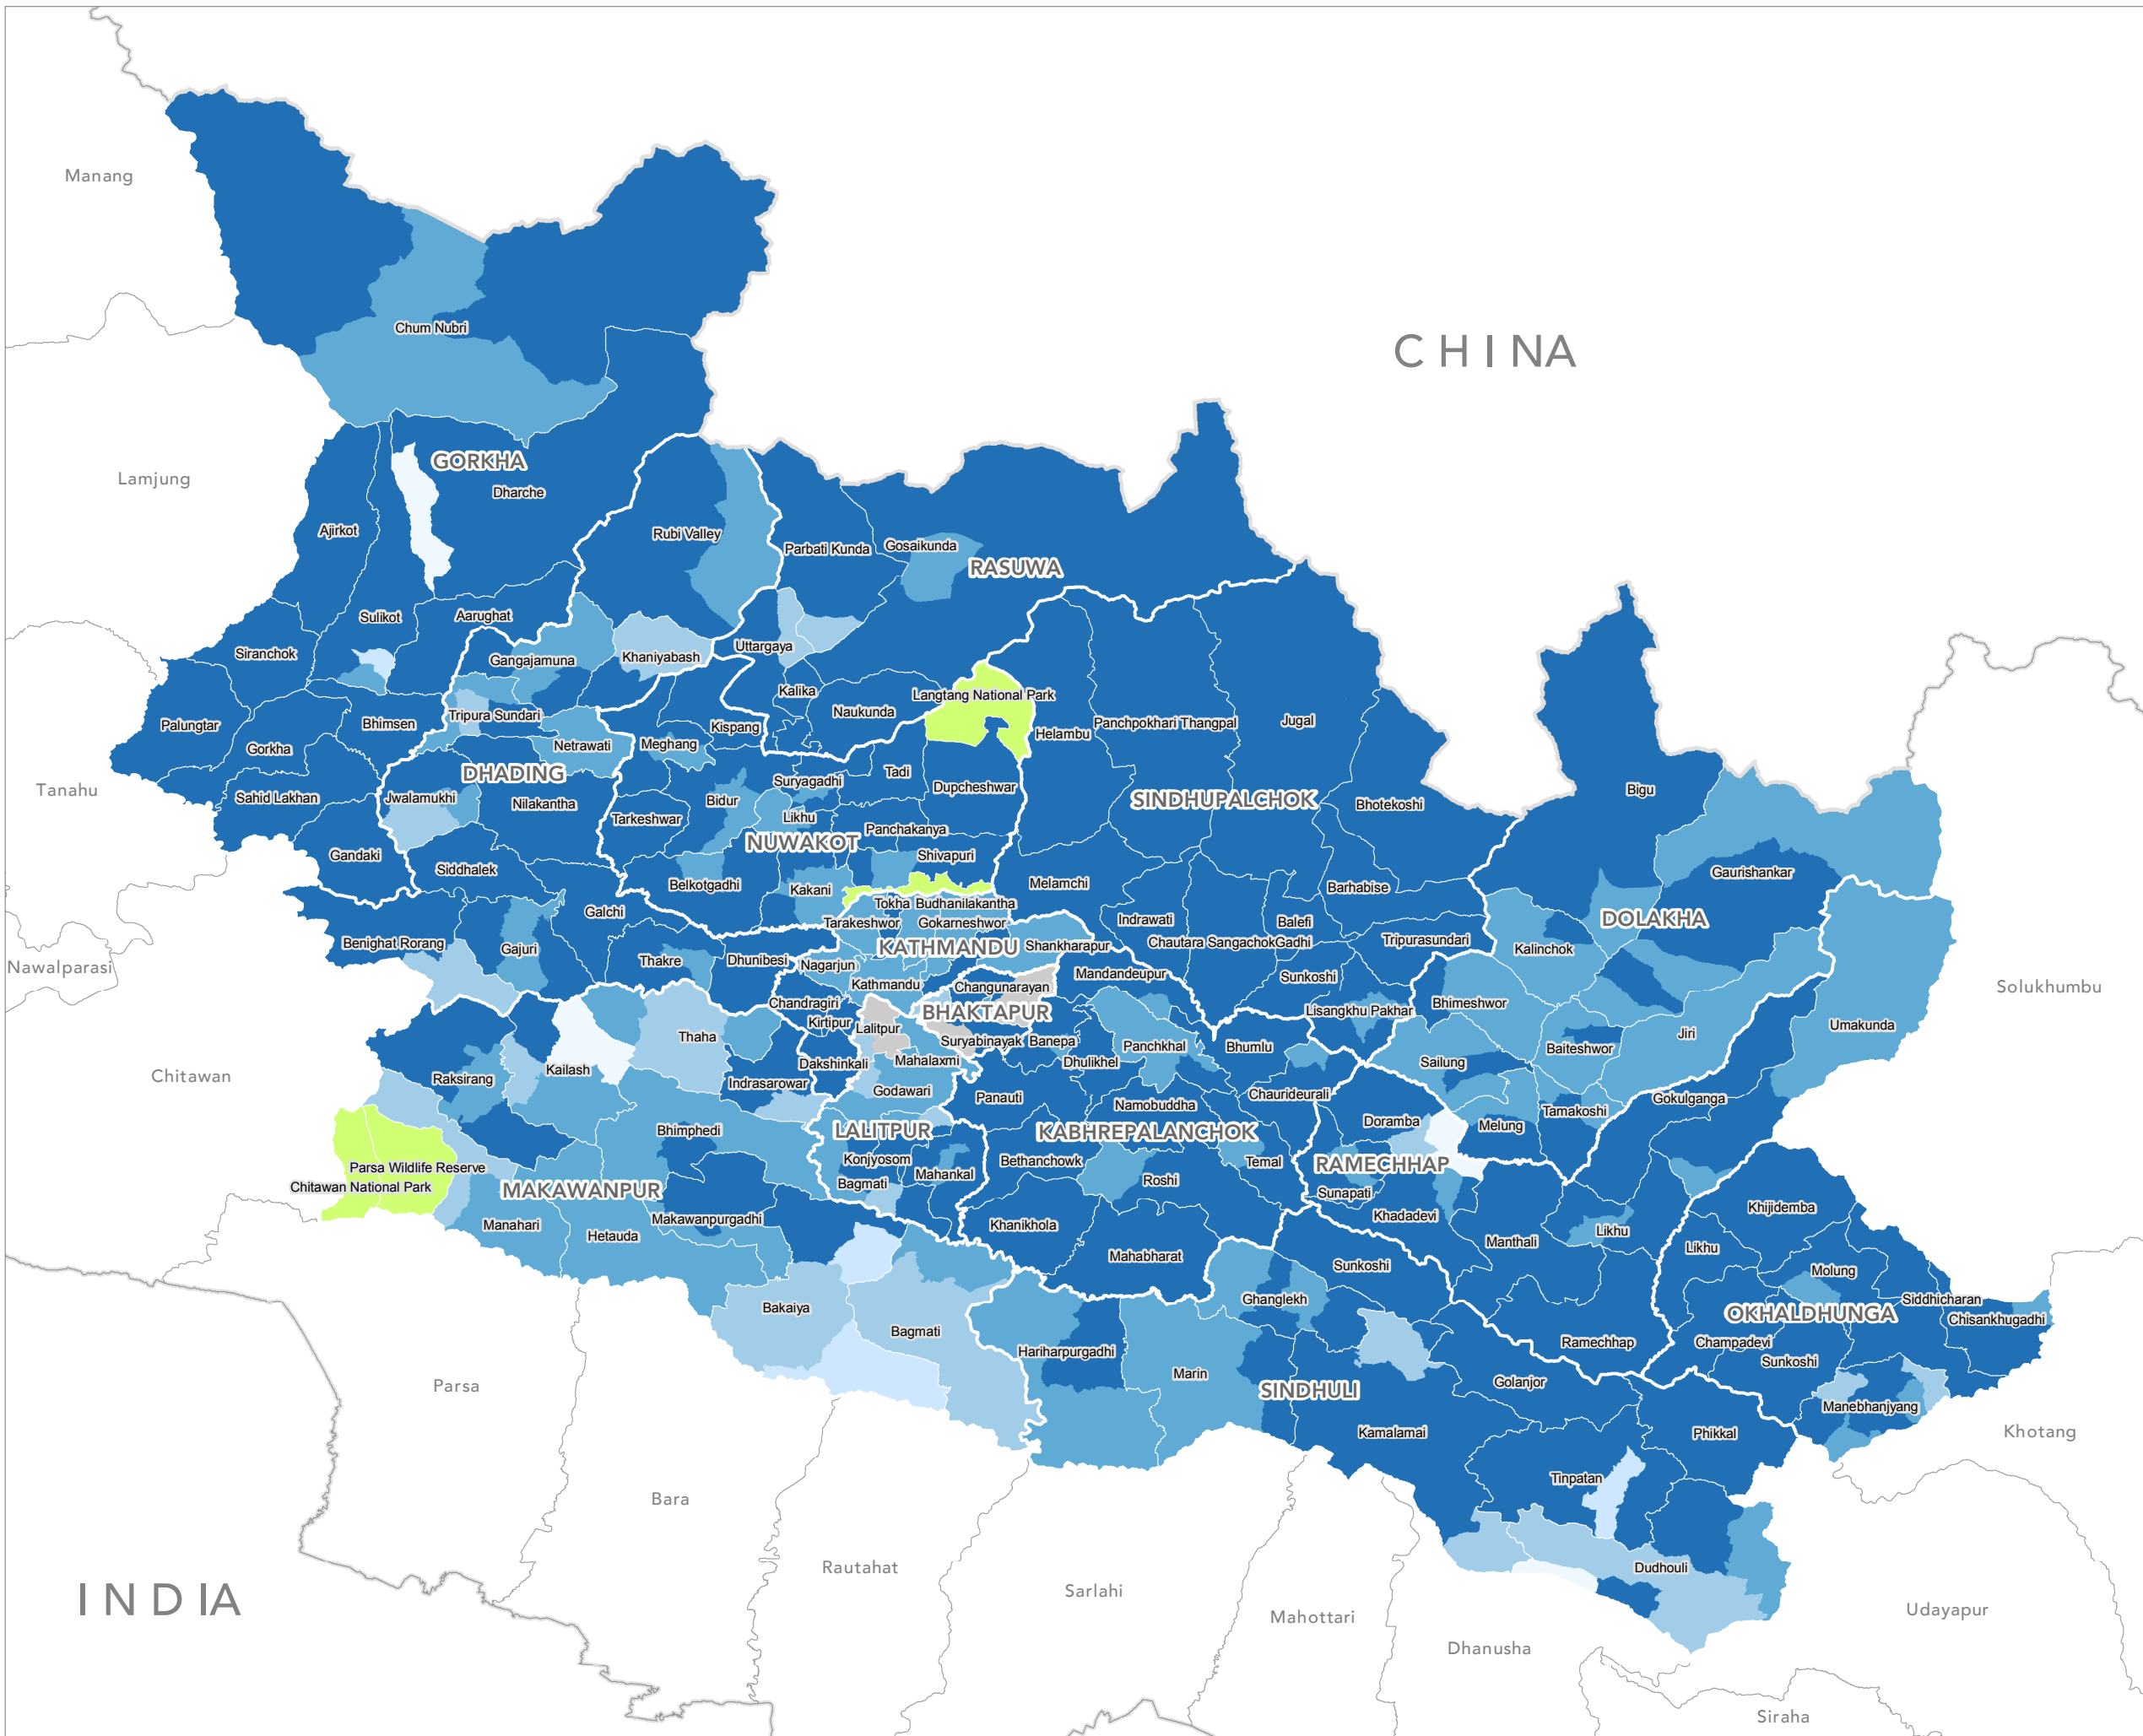 Manang
CHINA
Chum Nubri
GORKHA
Lamjung
Dharche
Ajirkot
Rubi Valley
Parbati Kunda
Gosaikunda
RASUWA
Sulikot
Aarughat
Siranchok
Gangajamuna
Khaniyabash
Uttargaya
Kalika
Langtang National Park
Naukunda
Palungtar
Bhimsen
Tripura Sundari
Kispang
Helambu
Panchpokhari Thangpal
Jugal
Gorkha
Netrawati
Meghang
DHADING
Tadi
Suryagadhi
Dupcheshwar
Tanahu
Sahid Lakhan
Jwalamukhi
Nilakantha
Bidur
SINDHUPALCHOK
Bhotekoshi
Bigu
Tarkeshwar
Likhu
Panchakanya
NUWAKOT
Gandaki
Siddhalek
Shivapuri
Belkotgadhi
Kakani
Melamchi
Barhabise
Gaurishankar
Tokha
Budhanilakantha
Galchi
Tarakeshwor
Gokarneshwor
Indrawati
Balefi
DOLAKHA
Benighat Rorang
Gajuri
KATHMANDU
Shankharapur
Chautara Sangachok
Gadhi
Tripurasundari
Kalinchok
Nawalparasi
Thakre
Dhunibesi
Nagarjun
Mandandeupur
Sunkoshi
Kathmandu
Changunarayan
Solukhumbu
Chandragiri
BHAKTAPUR
Lisangkhu Pakhar
Bhimeshwor
Kirtipur
Lalitpur
Umakunda
Thaha
Suryabinayak
Banepa
Panchkhal
Bhumlu
Jiri
Baiteshwor
Chitawan
Raksirang
Kailash
Dakshinkali
Mahalaxmi
Dhulikhel
Sailung
Indrasarowar
Godawari
Panauti
Namobuddha
Chaurideurali
Gokulganga
Doramba
Tamakoshi
Melung
Bhimphedi
LALITPUR
KABHREPALANCHOK
Konjyosom
Bethanchowk
Temal
RAMECHHAP
Parsa Wildlife Reserve
Mahankal
Chitawan National Park
MAKAWANPUR
Bagmati
Roshi
Sunapati
Khadadevi
Khijidemba
Manahari
Makawanpurgadhi
Khanikhola
Hetauda
Likhu
Manthali
Likhu
Mahabharat
Sunkoshi
Molung
Bakaiya
Ghanglekh
Siddhicharan
Bagmati
OKHALDHUNGA
Chisankhugadhi
Hariharpurgadhi
Ramechhap
Champadevi
Sunkoshi
Marin
Parsa
SINDHULI
Golanjor
Manebhanjyang
Kamalamai
Phikkal
Khotang
Tinpatan
Bara
Rautahat
Dudhouli
INDIA
Sarlahi
Mahottari
Udayapur
Dhanusha
Siraha